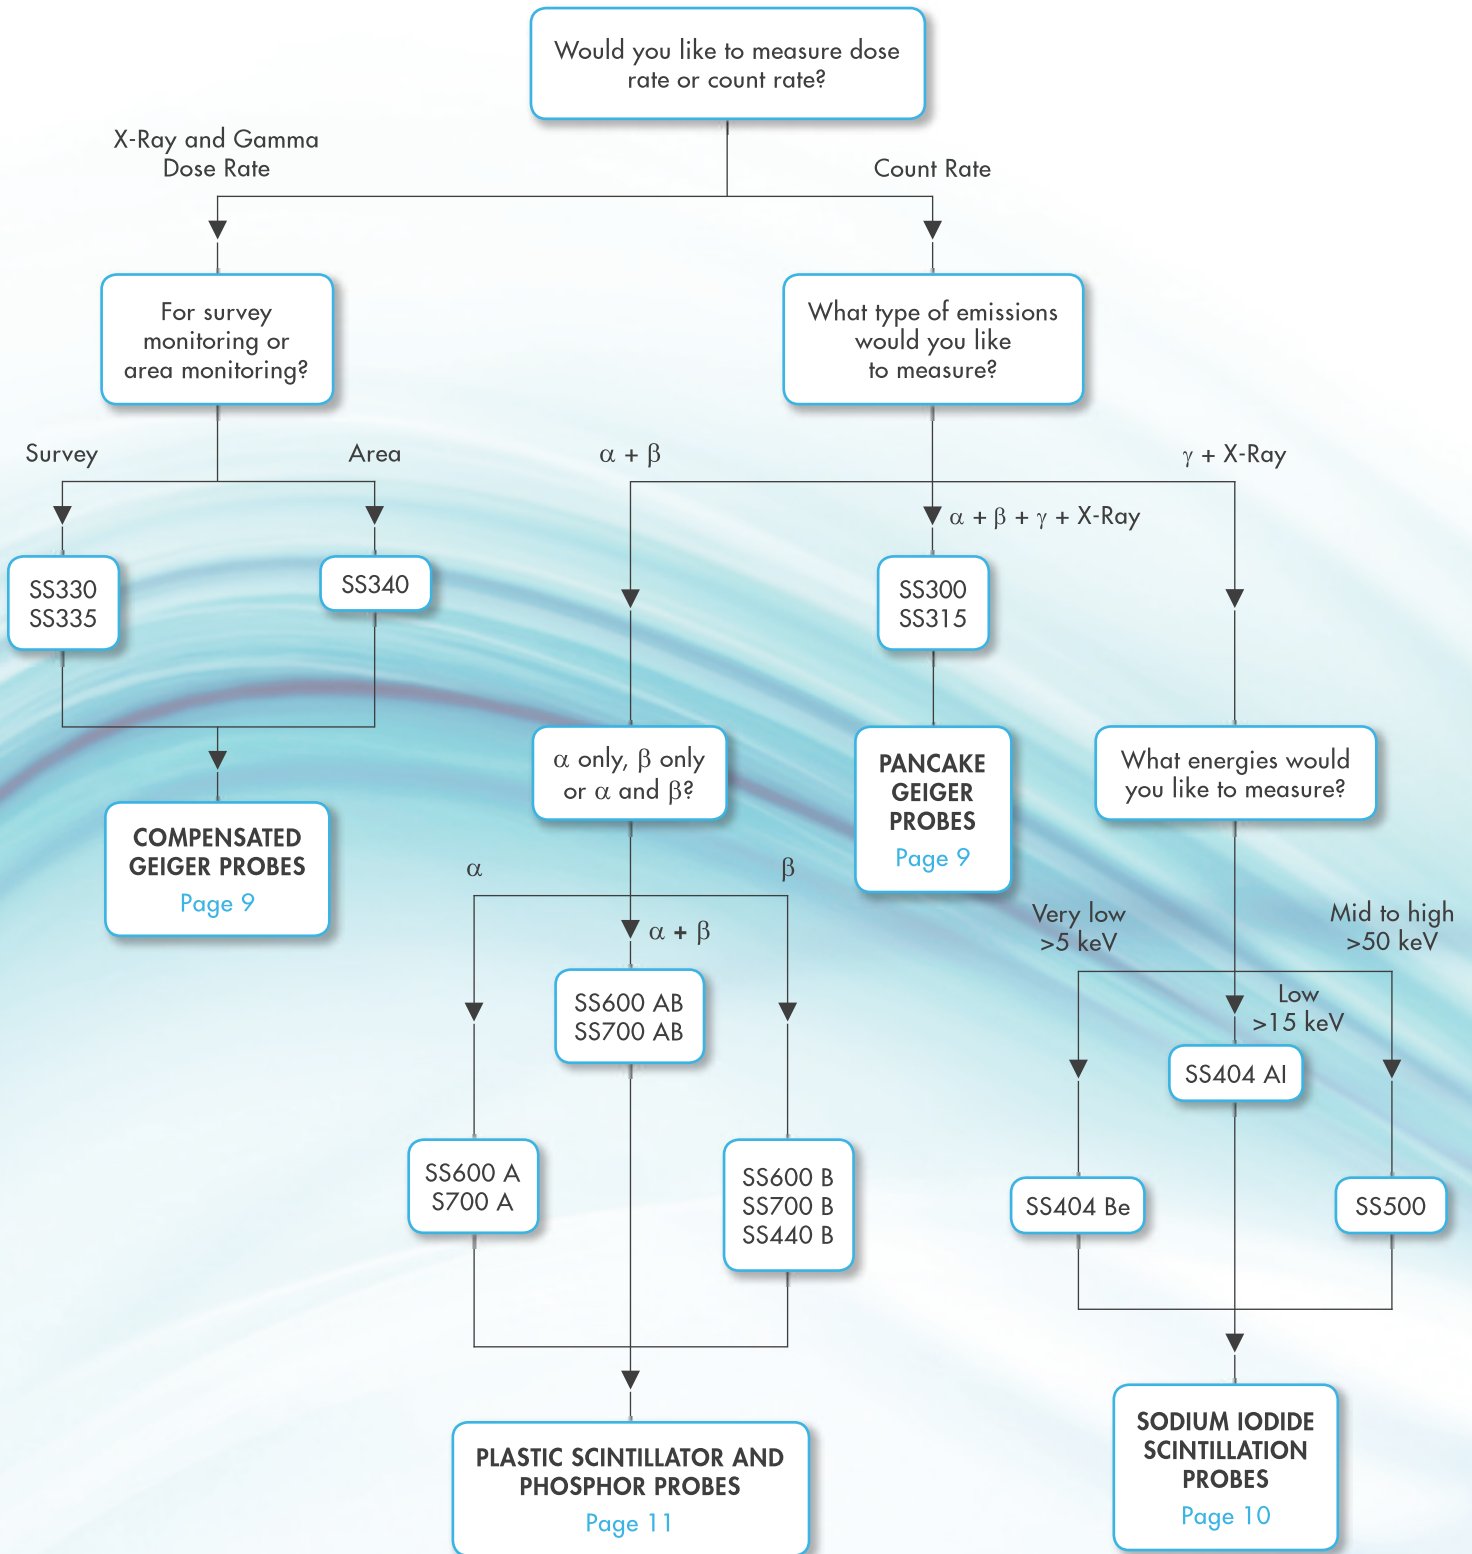 Would you like to measure dose
rate or count rate?
X-Ray and Gamma
Dose Rate
Count Rate
For survey
monitoring or
area monitoring?
What type of emissions
would you like
to measure?
Survey
Area
α + β
γ + X-Ray
α + β + γ + X-Ray
SS330
SS335
SS340
SS300
SS315
α only, β only
or α and β?
PANCAKE
GEIGER
PROBES
Page 9
What energies would
you like to measure?
COMPENSATED
GEIGER PROBES
Page 9
α
β
α + β
Very low
>5 keV
Mid to high
>50 keV
Low
>15 keV
SS600 AB
SS700 AB
SS404 Al
SS600 A
S700 A
SS600 B
SS700 B
SS440 B
SS404 Be
SS500
PLASTIC SCINTILLATOR AND
PHOSPHOR PROBES
Page 11
SODIUM IODIDE
SCINTILLATION
PROBES
Page 10